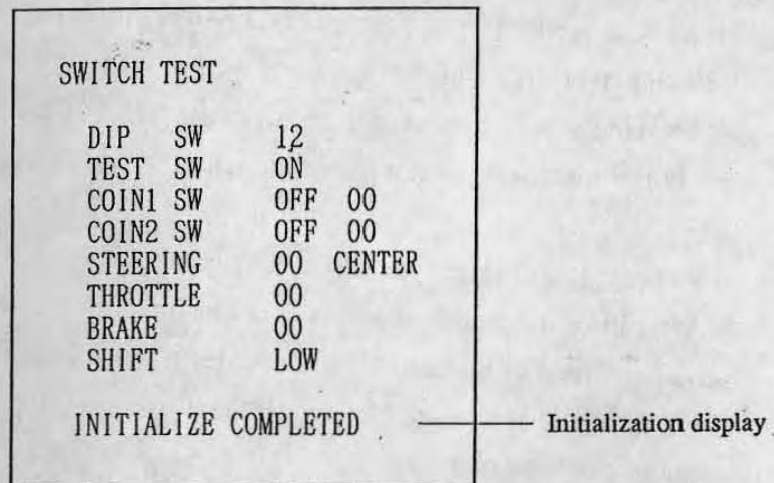 SWITCH TEST
DIP SW 12
TEST SW ON
COIN1 SW OFF 00
COIN2 SW OFF 00
STEERING 00 CENTER
THROTTLE 00
BRAKE 00
SHIFT LOW
INITIALIZE COMPLETED
Initialization display